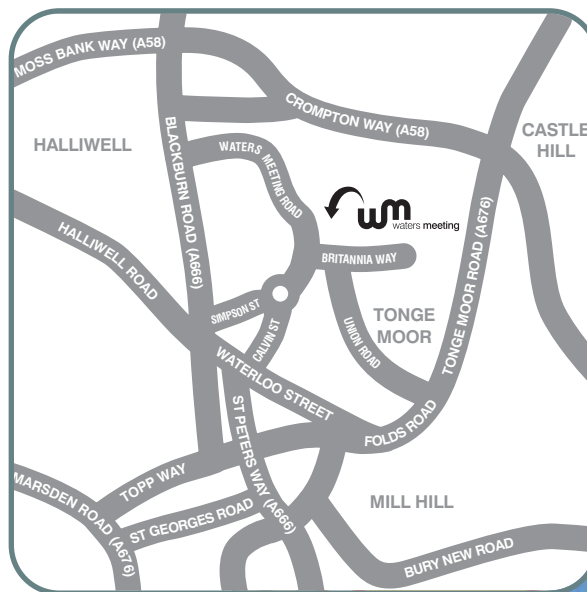 MOSS BANK WAY (A58)
CROMPTON WAY (A58)
HALLIWELL
CASTLE
HILL
BLACKBURN ROAD (A666)
WATERS MEETING ROAD
wm
waters meeting
HALLIWELL ROAD
BRITANNIA WAY
TONGE MOOR ROAD (A676)
SIMPSON ST
CALVIN ST
UNION ROAD
TONGE
MOOR
WATERLOO STREET
FOLDS ROAD
ST PETERS WAY (A666)
TOPP WAY
MARSDEN ROAD (A676)
ST GEORGES ROAD
MILL HILL
BURY NEW ROAD